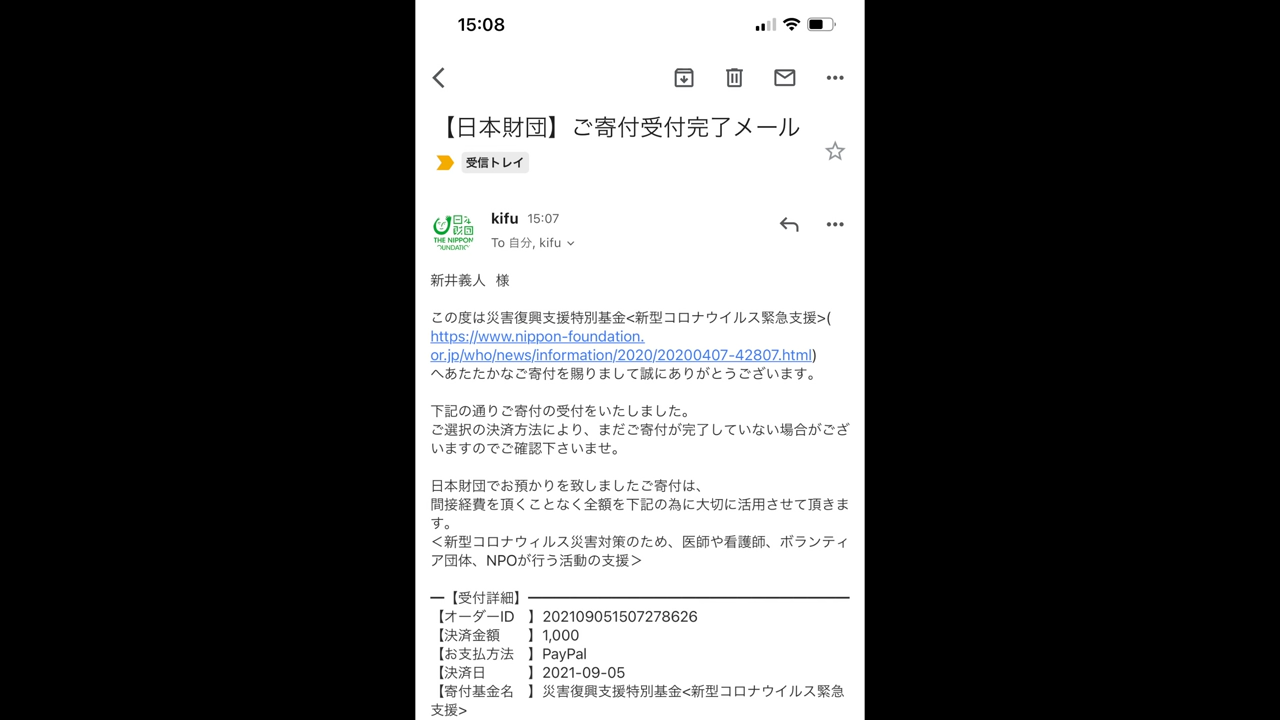 15:08
【日本財団】ご寄付受付完了メール
受信トレイ
日本
財団
THE NIPPON
FOUNDATION
kifu 15:07
To 自分, kifu
新井義人 様
この度は災害復興支援特別基金<新型コロナウイルス緊急支援>(
https://www.nippon-foundation.
or.jp/who/news/information/2020/20200407-42807.html)
へあたたかなご寄付を賜りまして誠にありがとうございます。
下記の通りご寄付の受付をいたしました。
ご選択の決済方法により、まだご寄付が完了していない場合がござ
いますのでご確認下さいませ。
日本財団でお預かりを致しましたご寄付は、
間接経費を頂くことなく全額を下記の為に大切に活用させて頂きま
す。
＜新型コロナウィルス災害対策のため、医師や看護師、ボランティ
ア団体、NPOが行う活動の支援＞
━【受付詳細】━━━━━━━━━━━━━━━━━━━━━━━
【オーダーID 】202109051507278626
【決済金額 】1,000
【お支払方法 】PayPal
【決済日 】2021-09-05
【寄付基金名 】災害復興支援特別基金<新型コロナウイルス緊急
支援>